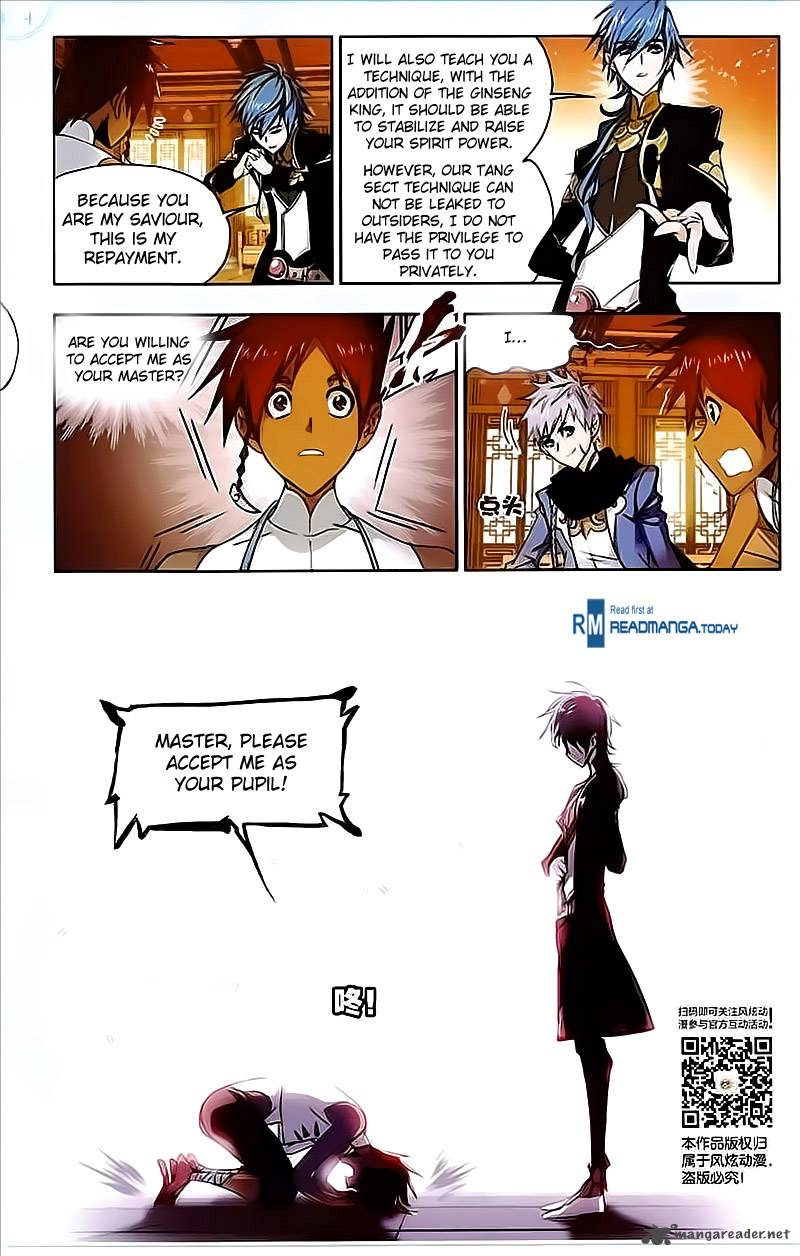 BECAUSE YOU
ARE MY SAVIOUR,
THIS IS MY
REPAYMENT.
I WILL ALSO TEACH YOU A
TECHNIQUE, WITH THE
ADDITION OF THE GINSENG
KING, IT SHOULD BE ABLE
TO STABILIZE AND RAISE
YOUR SPIRIT POWER.
HOWEVER, OUR TANG
SECT TECHNIQUE CAN
NOT BE LEAKED TO
OUTSIDERS, I DO NOT
HAVE THE PRIVILEGE TO
PASS IT TO YOU
PRIVATELY.
ARE YOU WILLING
TO ACCEPT ME AS
YOUR MASTER?
I...
点头
RM
Read first at
READMANGA.TODAY
MASTER, PLEASE
ACCEPT ME AS
YOUR PUPIL!
咚!
扫码即可关注风炫动
漫参与官方互动活动!
本作品版权归
属于风炫动漫,
盗版必究!
mangareader.net